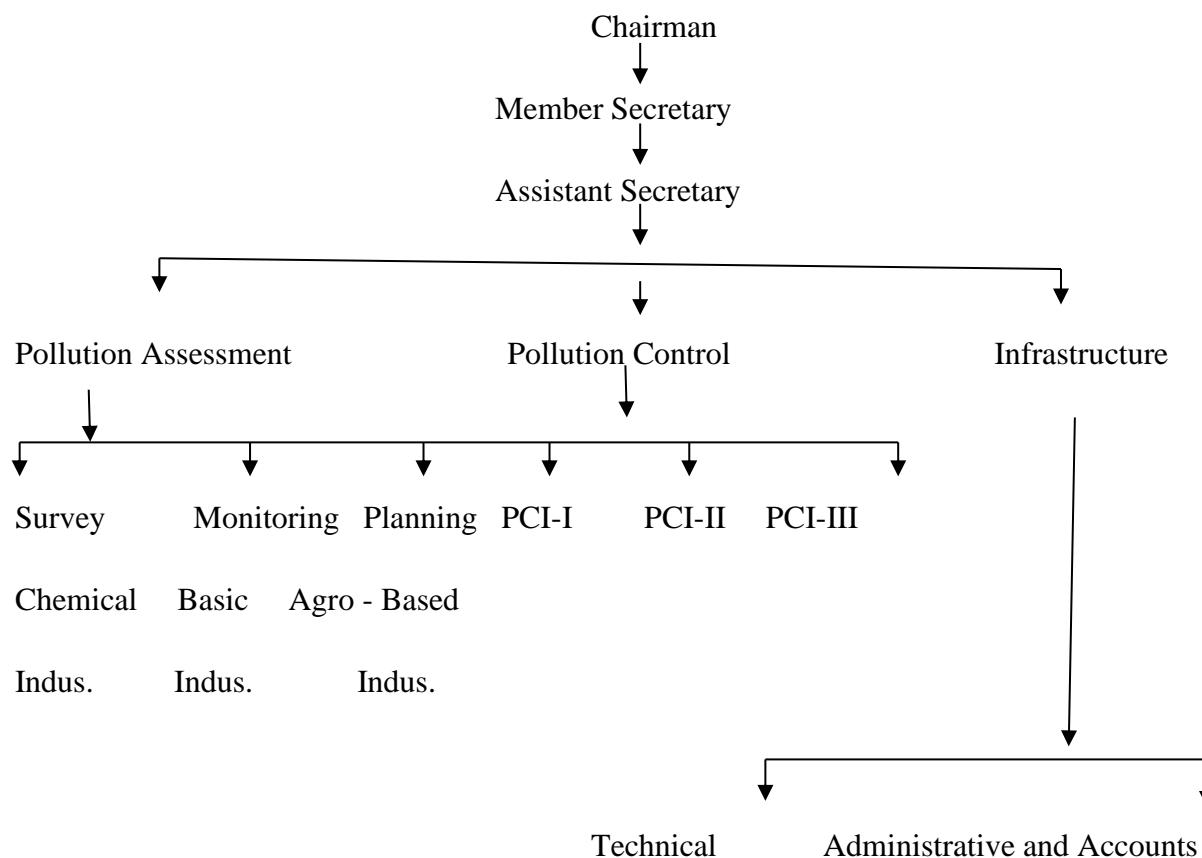 Chairman
Member Secretary
Assistant Secretary
Pollution Assessment Pollution Control Infrastructure
Survey Monitoring Planning PCI-I PCI-II PCI-III
Chemical Basic Agro - Based
Indus. Indus. Indus.
Technical Administrative and Accounts